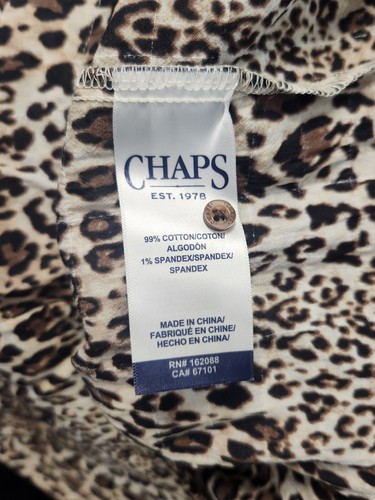 CHAPS
EST. 1978
99% COTTON/COTON/
ALGODÓN
1% SPANDEX/SPANDEX/
SPANDEX
MADE IN CHINA/
FABRIQUÉ EN CHINE/
HECHO EN CHINA/
RN# 162088
CA# 67101